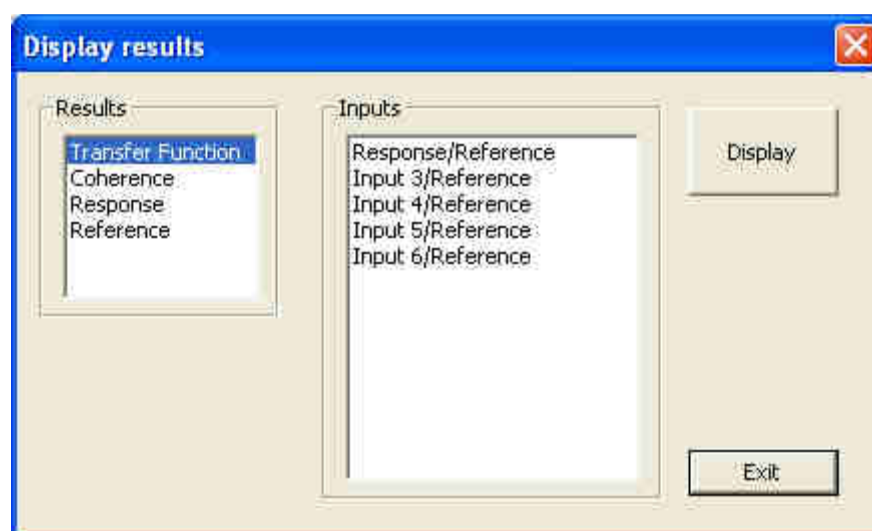 Display results
Results
Transfer Function
Coherence
Response
Reference
Inputs
Response/Reference
Input 3/Reference
Input 4/Reference
Input 5/Reference
Input 6/Reference
Display
Exit